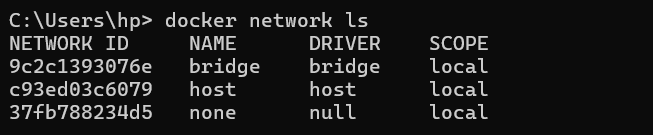 C:\Users\hp> docker network ls
NETWORK ID     NAME      DRIVER    SCOPE
9c2c1393076e   bridge    bridge    local
c93ed03c6079   host      host      local
37fb788234d5   none      null      local